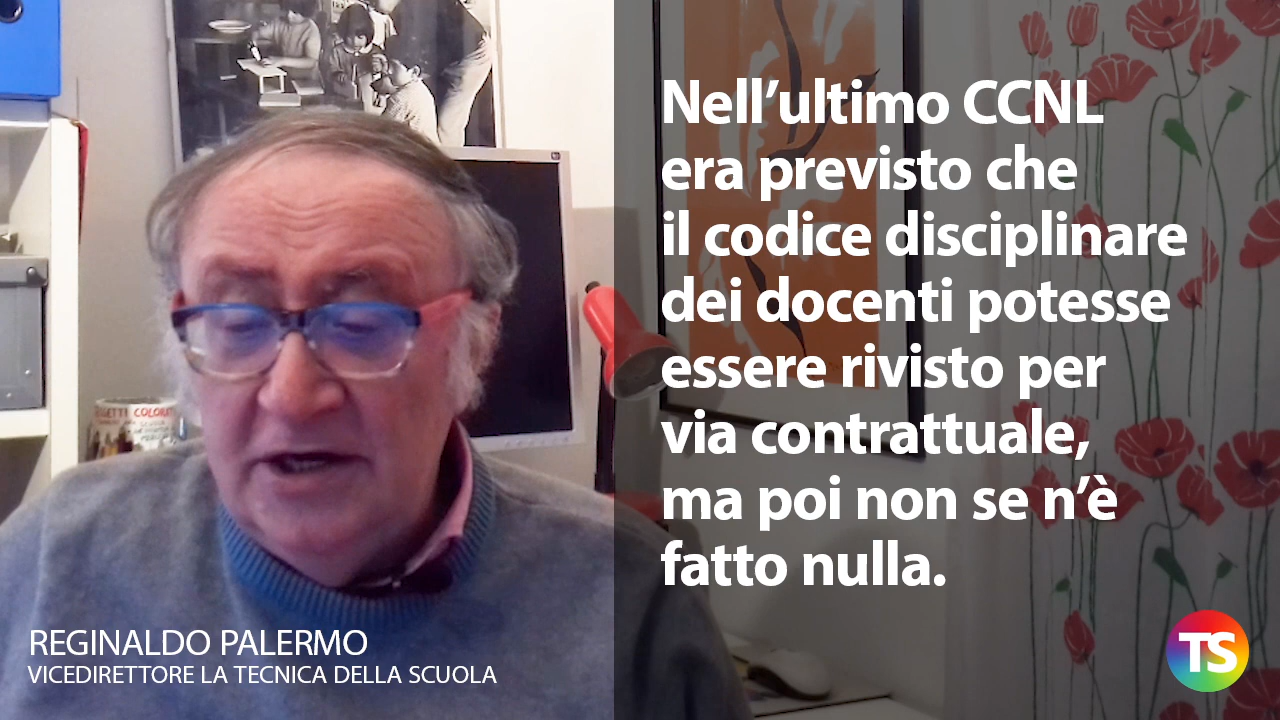 Nell’ultimo CCNL
era previsto che
il codice disciplinare
dei docenti potesse
essere rivisto per
via contrattuale,
ma poi non se n’è
fatto nulla.
REGINALDO PALERMO
VICEDIRETTORE LA TECNICA DELLA SCUOLA
TS